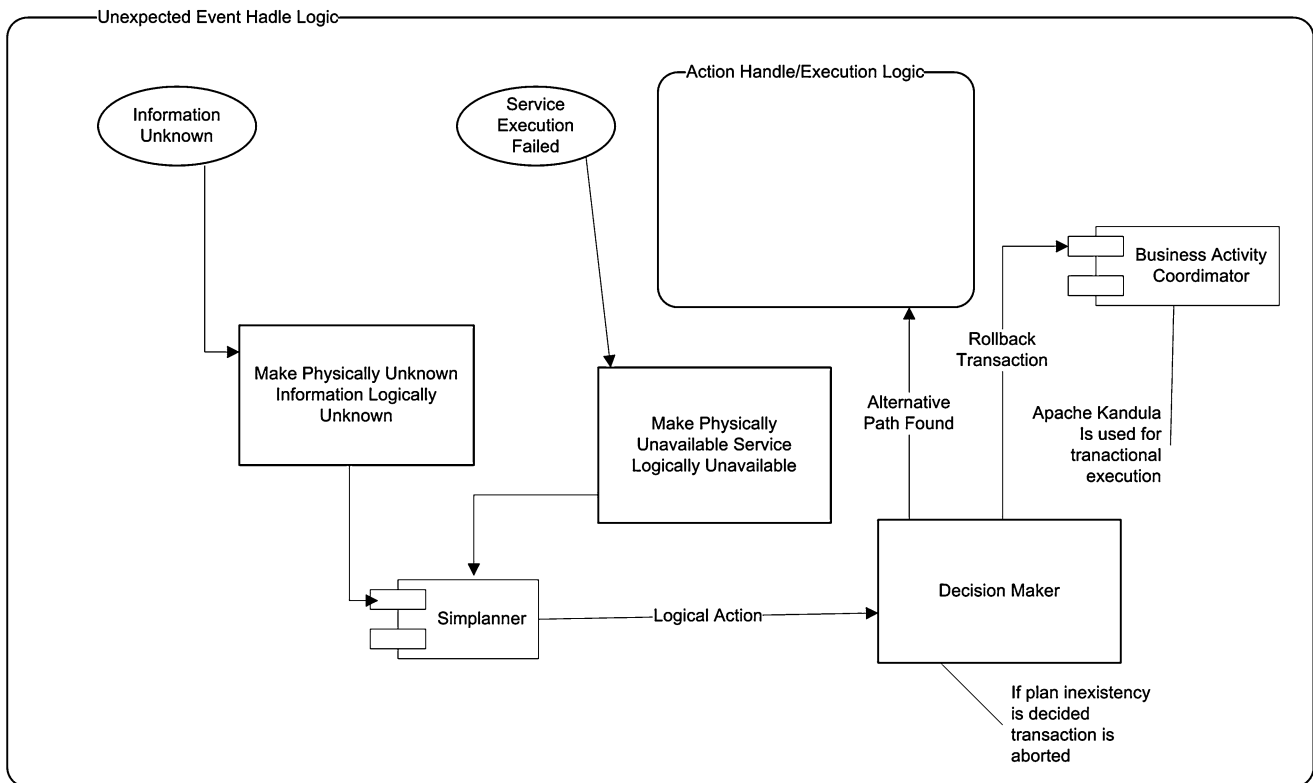 Unexpected Event Hadle Logic
Action Handle/Execution Logic
Information
Unknown
Service
Execution
Failed
Business Activity
Coordimator
Rollback
Transaction
Make Physically Unknown
Information Logically
Unknown
Alternative
Path Found
Make Physically
Unavailable Service
Logically Unavailable
Apache Kandula
Is used for
tranactional
execution
Decision Maker
Simplanner
Logical Action
If plan inexistency
is decided
transaction is
aborted